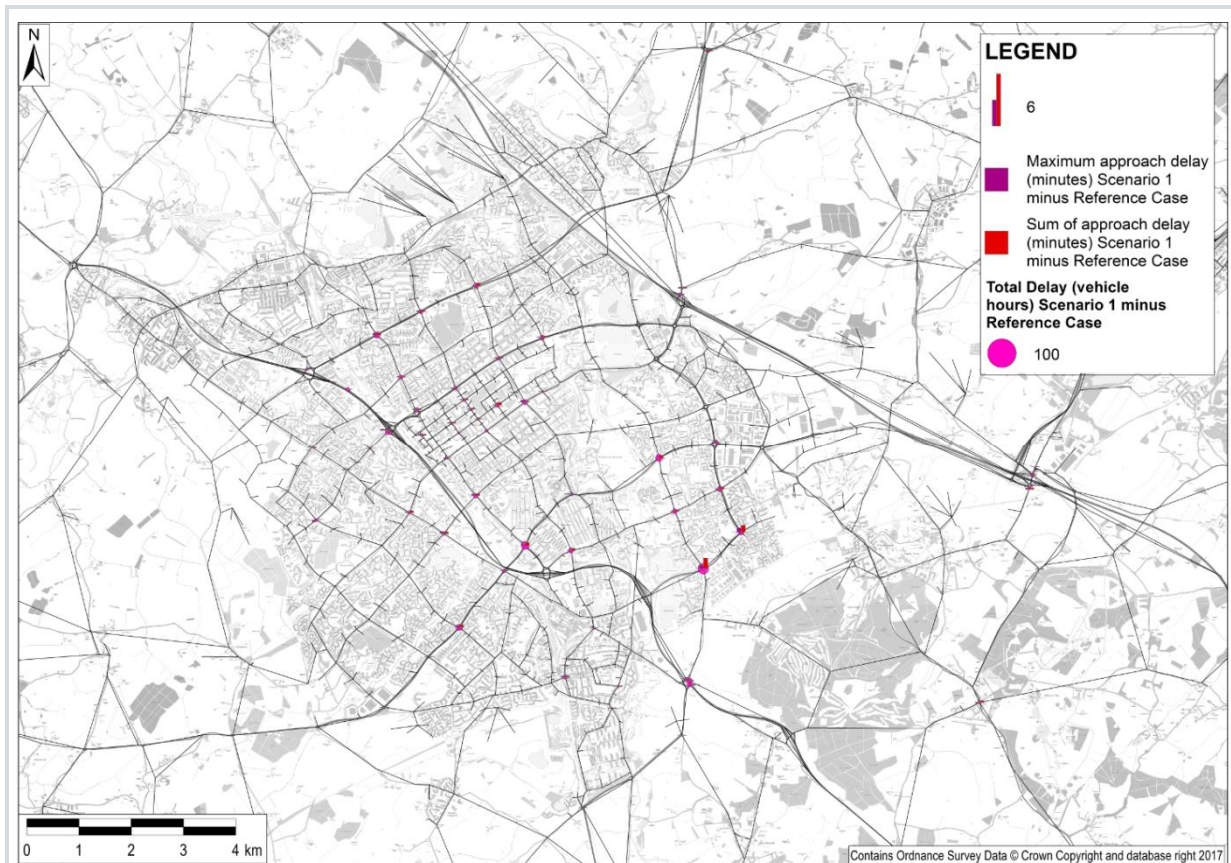 N
LEGEND
6
Maximum approach delay
(minutes) Scenario 1
minus Reference Case
Sum of approach delay
(minutes) Scenario 1
minus Reference Case
Total Delay (vehicle
hours) Scenario 1 minus
Reference Case
100
0 1 2 3 4 km
Contains Ordnance Survey Data © Crown Copyright and database right 2017